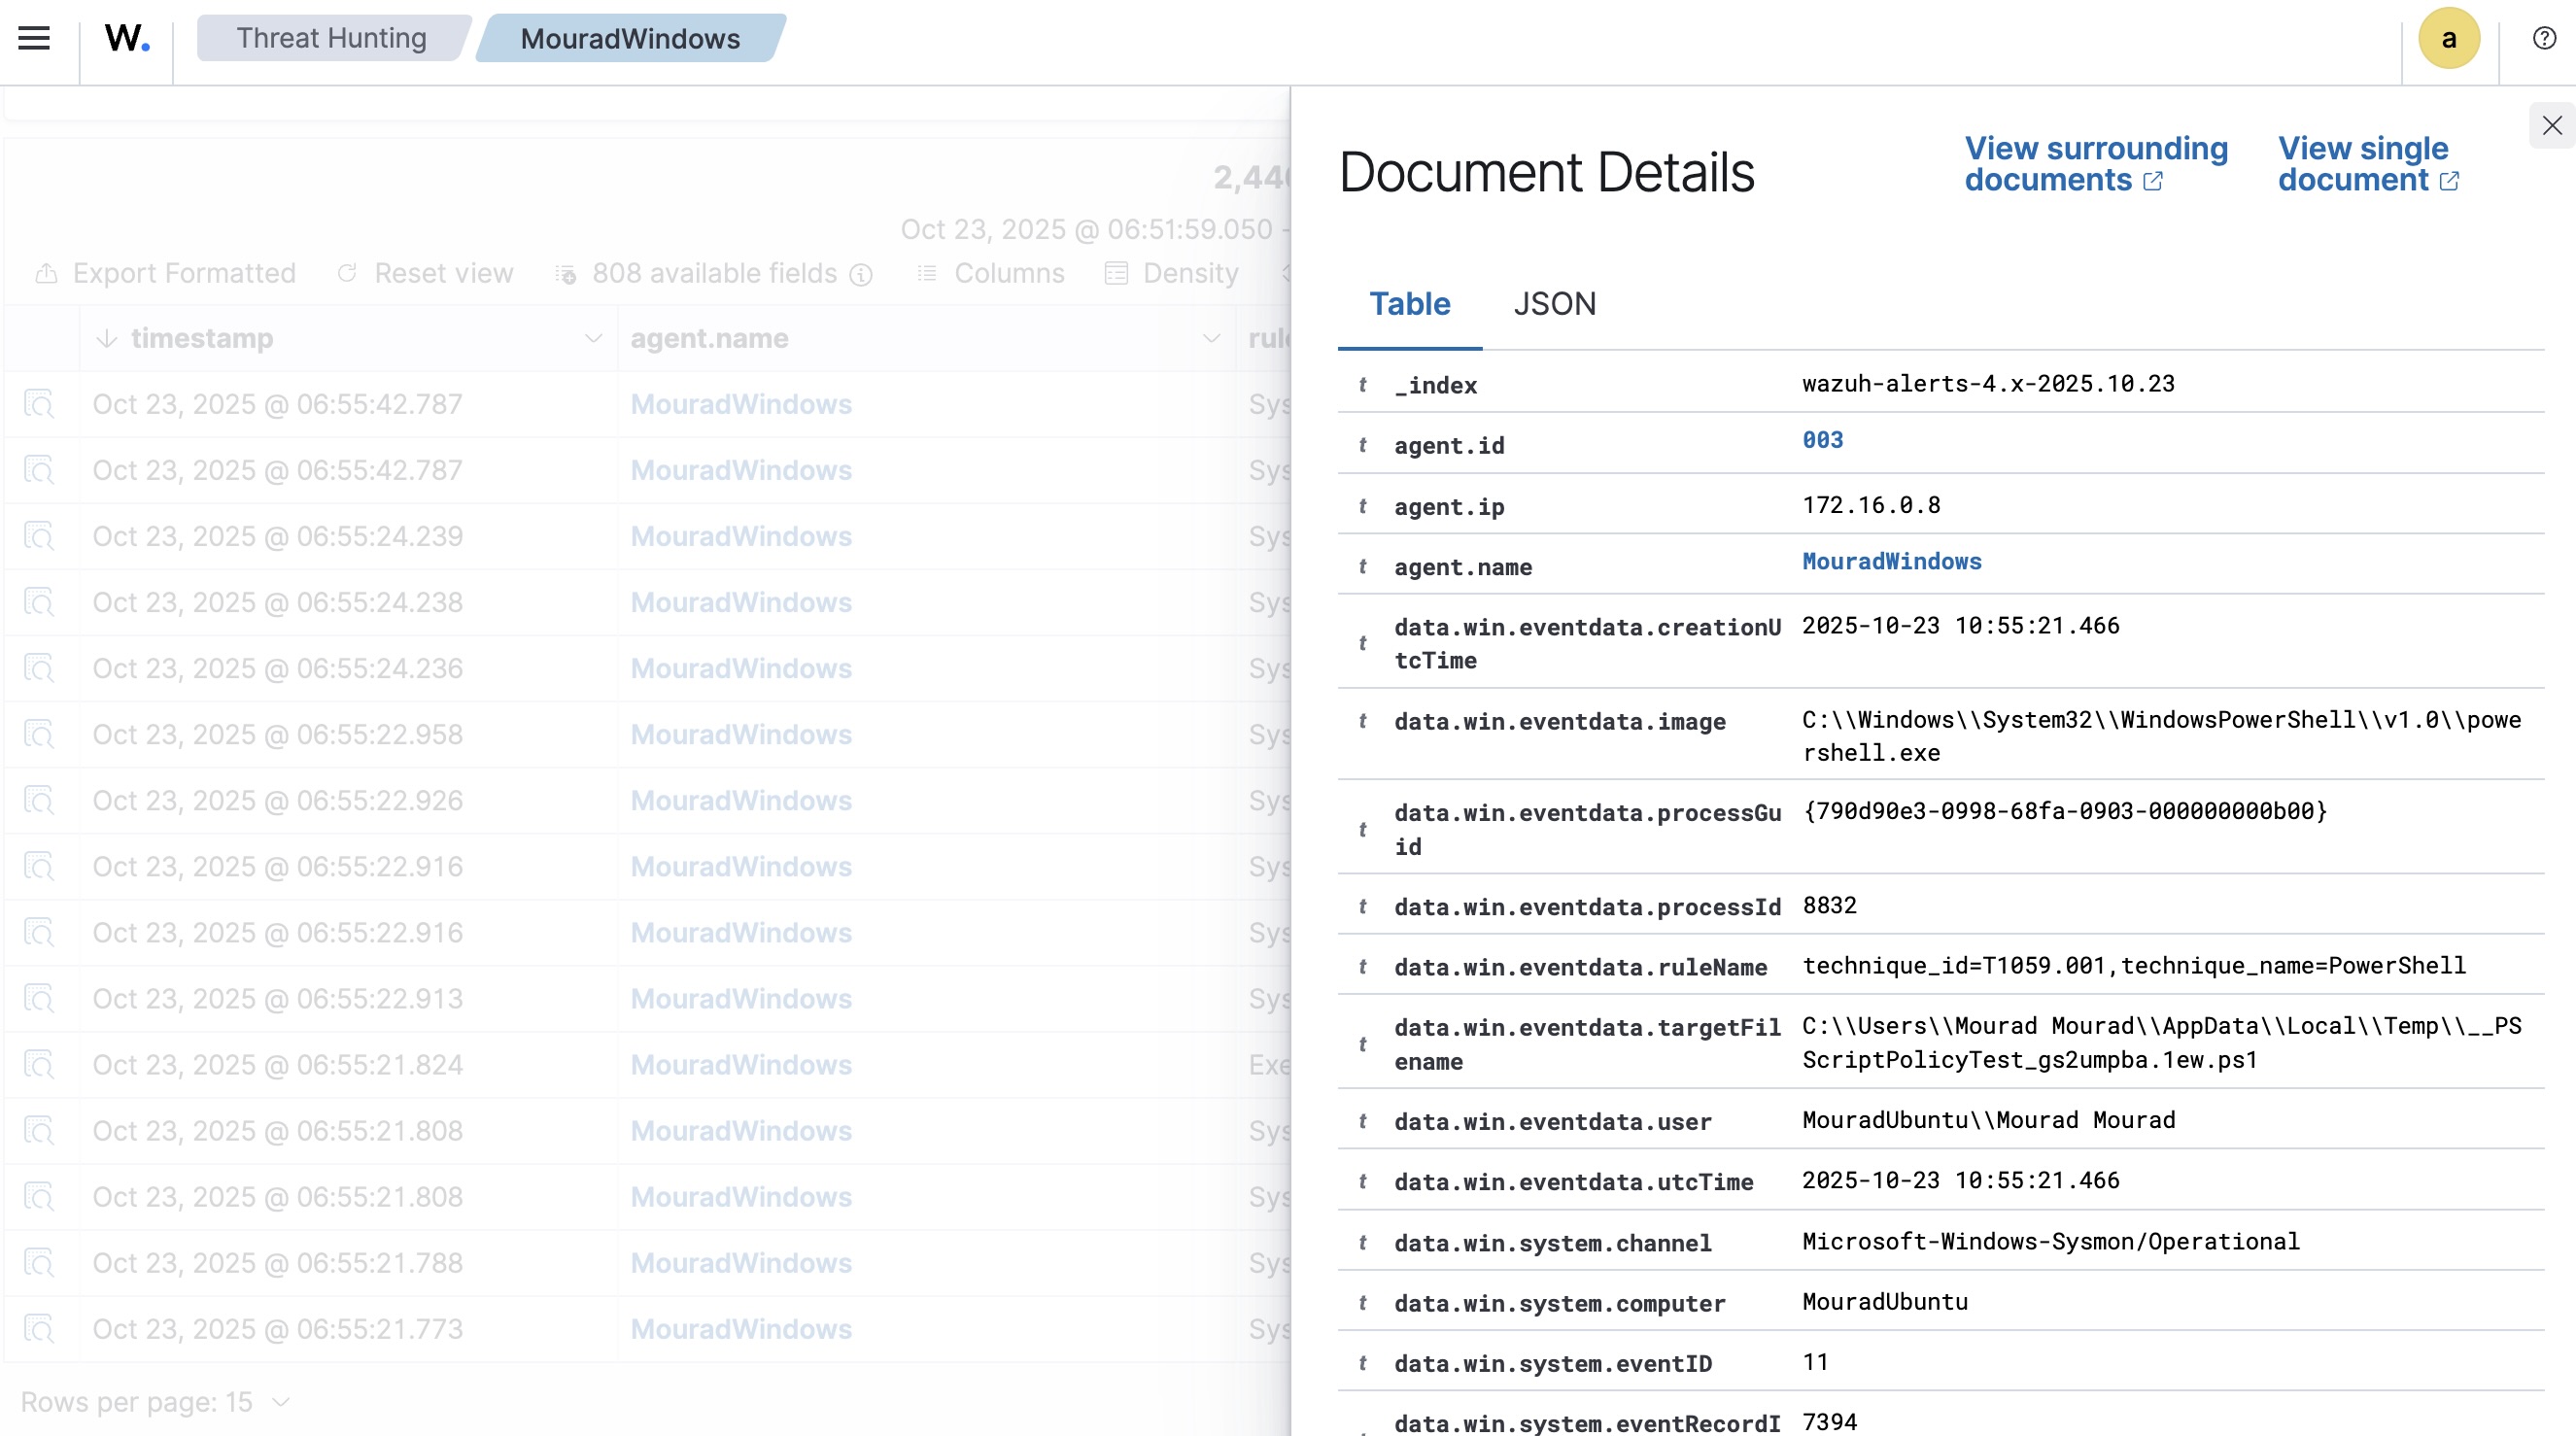 W.
Threat Hunting
MouradWindows
a
2,44
Oct 23, 2025 @ 06:51:59.050 -
Export Formatted
Reset view
808 available fields
Columns
Density
timestamp
agent.name
Oct 23, 2025 @ 06:55:42.787 MouradWindows Sys
Oct 23, 2025 @ 06:55:42.787 MouradWindows Sys
Oct 23, 2025 @ 06:55:24.239 MouradWindows Sys
Oct 23, 2025 @ 06:55:24.238 MouradWindows Sys
Oct 23, 2025 @ 06:55:24.236 MouradWindows Sys
Oct 23, 2025 @ 06:55:22.958 MouradWindows Sys
Oct 23, 2025 @ 06:55:22.926 MouradWindows Sys
Oct 23, 2025 @ 06:55:22.916 MouradWindows Sys
Oct 23, 2025 @ 06:55:22.916 MouradWindows Sys
Oct 23, 2025 @ 06:55:22.913 MouradWindows Sys
Oct 23, 2025 @ 06:55:21.824 MouradWindows Exe
Oct 23, 2025 @ 06:55:21.808 MouradWindows Sys
Oct 23, 2025 @ 06:55:21.808 MouradWindows Sys
Oct 23, 2025 @ 06:55:21.788 MouradWindows Sys
Oct 23, 2025 @ 06:55:21.773 MouradWindows Sys
Rows per page: 15
Document Details
View surrounding
documents
View single
document
Table
JSON
t _index wazuh-alerts-4.x-2025.10.23
t agent.id 003
t agent.ip 172.16.0.8
t agent.name MouradWindows
t data.win.eventdata.creationU 2025-10-23 10:55:21.466
tcTime
t data.win.eventdata.image C:\\Windows\\System32\\WindowsPowerShell\\v1.0\\powe
rshell.exe
t data.win.eventdata.processGu {790d90e3-0998-68fa-0903-000000000b00}
id
t data.win.eventdata.processId 8832
t data.win.eventdata.ruleName technique_id=T1059.001,technique_name=PowerShell
t data.win.eventdata.targetFil C:\\Users\\Mourad Mourad\\AppData\\Local\\Temp\\__PS
ename ScriptPolicyTest_gs2umpba.1ew.ps1
t data.win.eventdata.user MouradUbuntu\\Mourad Mourad
t data.win.eventdata.utcTime 2025-10-23 10:55:21.466
t data.win.system.channel Microsoft-Windows-Sysmon/Operational
t data.win.system.computer MouradUbuntu
t data.win.system.eventID 11
data.win.system.eventRecordI 7394